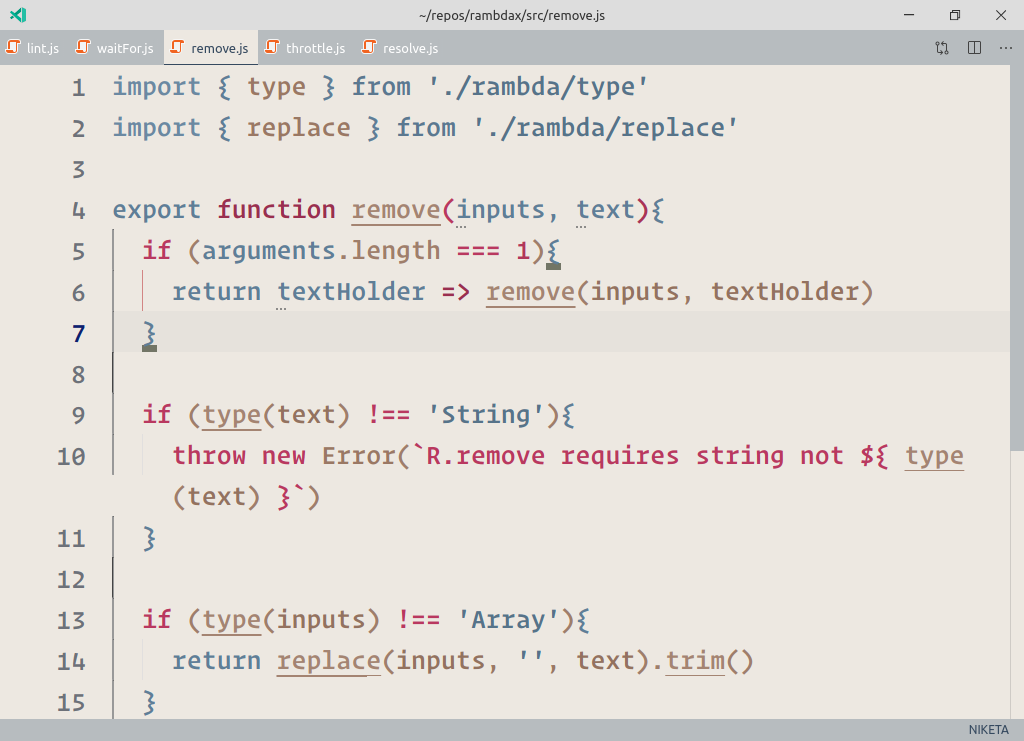 ~/repos/rambdax/src/remove.js
lint.js waitFor.js remove.js throttle.js resolve.js
1 import { type } from './rambda/type'
2 import { replace } from './rambda/replace'
3
4 export function remove(inputs, text){
5 if (arguments.length === 1){
6 return textHolder => remove(inputs, textHolder)
7 }
8
9 if (type(text) !== 'String'){
10 throw new Error(`R.remove requires string not ${ type
(text) }`)
11 }
12
13 if (type(inputs) !== 'Array'){
14 return replace(inputs, '', text).trim()
15 }
NIKETA